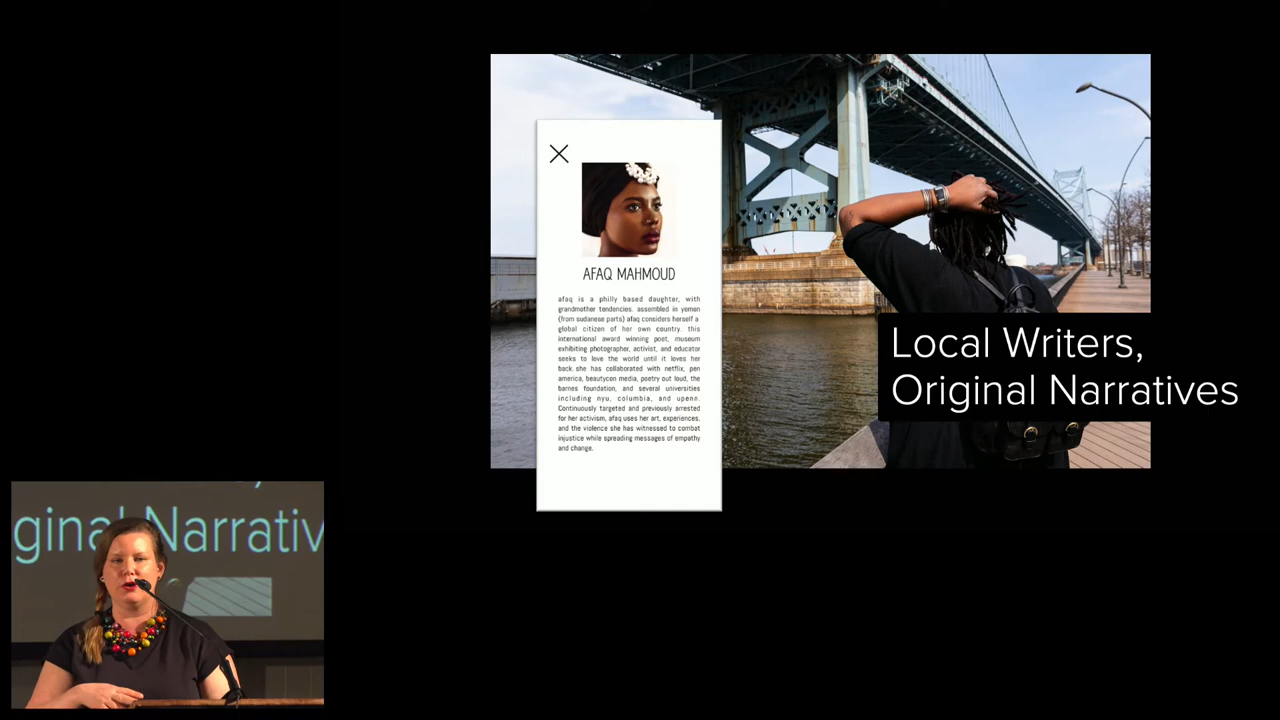 AFAQ MAHMOUD
afaq is a philly based daughter, with
grandmother tendencies. assembled in yemen
(from sudanese parts) afaq considers herself a
global citizen of her own country. this
international award winning poet, museum
exhibiting photographer, activist, and educator
seeks to love the world until it loves her
back. she has collaborated with netflix, pen
america, beautycon media, poetry out loud, the
barnes foundation, and several universities
including nyu, columbia, and upenn.
Continuously targeted and previously arrested
for her activism, afaq uses her art, experiences,
and the violence she has witnessed to combat
injustice while spreading messages of empathy
and change.
Local Writers,
Original Narratives
ginal Narrativ